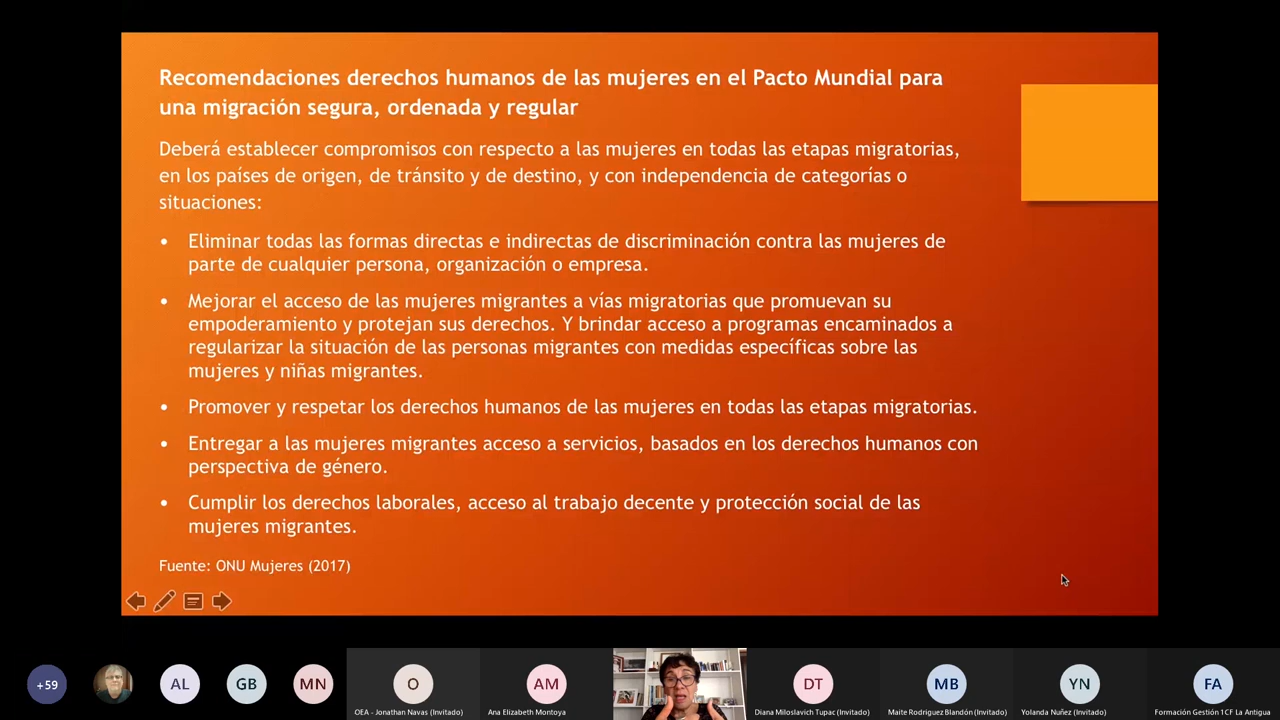 Recomendaciones derechos humanos de las mujeres en el Pacto Mundial para
una migración segura, ordenada y regular
Deberá establecer compromisos con respecto a las mujeres en todas las etapas migratorias,
en los países de origen, de tránsito y de destino, y con independencia de categorías o
situaciones:
• Eliminar todas las formas directas e indirectas de discriminación contra las mujeres de
parte de cualquier persona, organización o empresa.
• Mejorar el acceso de las mujeres migrantes a vías migratorias que promuevan su
empoderamiento y protejan sus derechos. Y brindar acceso a programas encaminados a
regularizar la situación de las personas migrantes con medidas específicas sobre las
mujeres y niñas migrantes.
• Promover y respetar los derechos humanos de las mujeres en todas las etapas migratorias.
• Entregar a las mujeres migrantes acceso a servicios, basados en los derechos humanos con
perspectiva de género.
• Cumplir los derechos laborales, acceso al trabajo decente y protección social de las
mujeres migrantes.
Fuente: ONU Mujeres (2017)
+59
AL
GB
MN
O
AM
DT
MB
YN
FA
OEA - Jonathan Navas (Invitado)
Ana Elizabeth Montoya
Diana Miloslavich Tupac (Invitado)
Maite Rodriguez Blandón (Invitado)
Yolanda Nuñez (Invitado)
Formación Gestión 1CF La Antigua